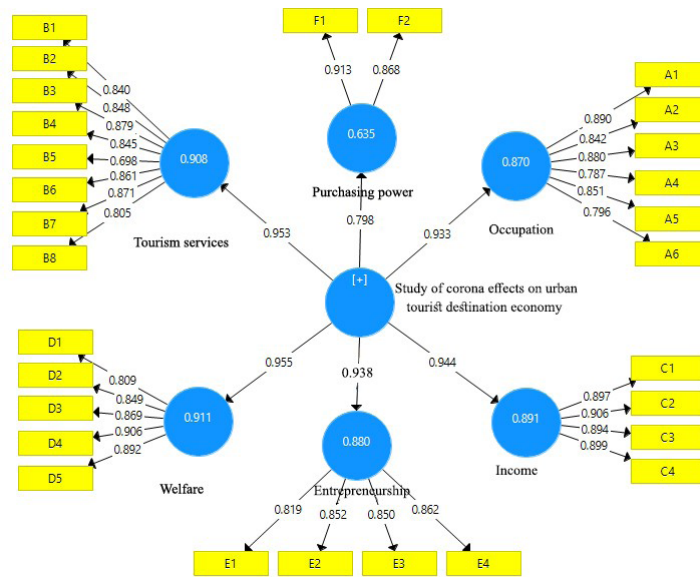 B1
B2
B3
B4
B5
B6
B7
B8
0.840
0.848
0.879
0.845
0.698
0.861
0.871
0.805
0.908
Tourism services
0.953
F1
F2
0.913
0.868
0.635
Purchasing power
0.798
A1
A2
A3
A4
A5
A6
0.890
0.842
0.880
0.787
0.851
0.796
0.870
Occupation
0.933
[+]
Study of corona effects on urban
tourist destination economy
D1
D2
D3
D4
D5
0.809
0.849
0.869
0.906
0.892
0.911
Welfare
0.955
0.938
0.880
Entrepreneurship
0.819
0.852
0.850
0.862
E1
E2
E3
E4
0.944
0.891
Income
0.897
0.906
0.894
0.899
C1
C2
C3
C4